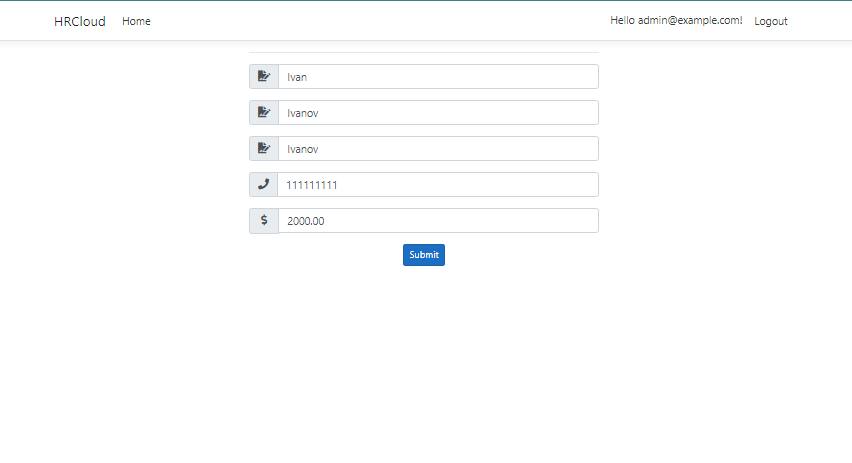 HRCloud Home Hello admin@example.com! Logout
Ivan
Ivanov
Ivanov
111111111
2000.00
Submit